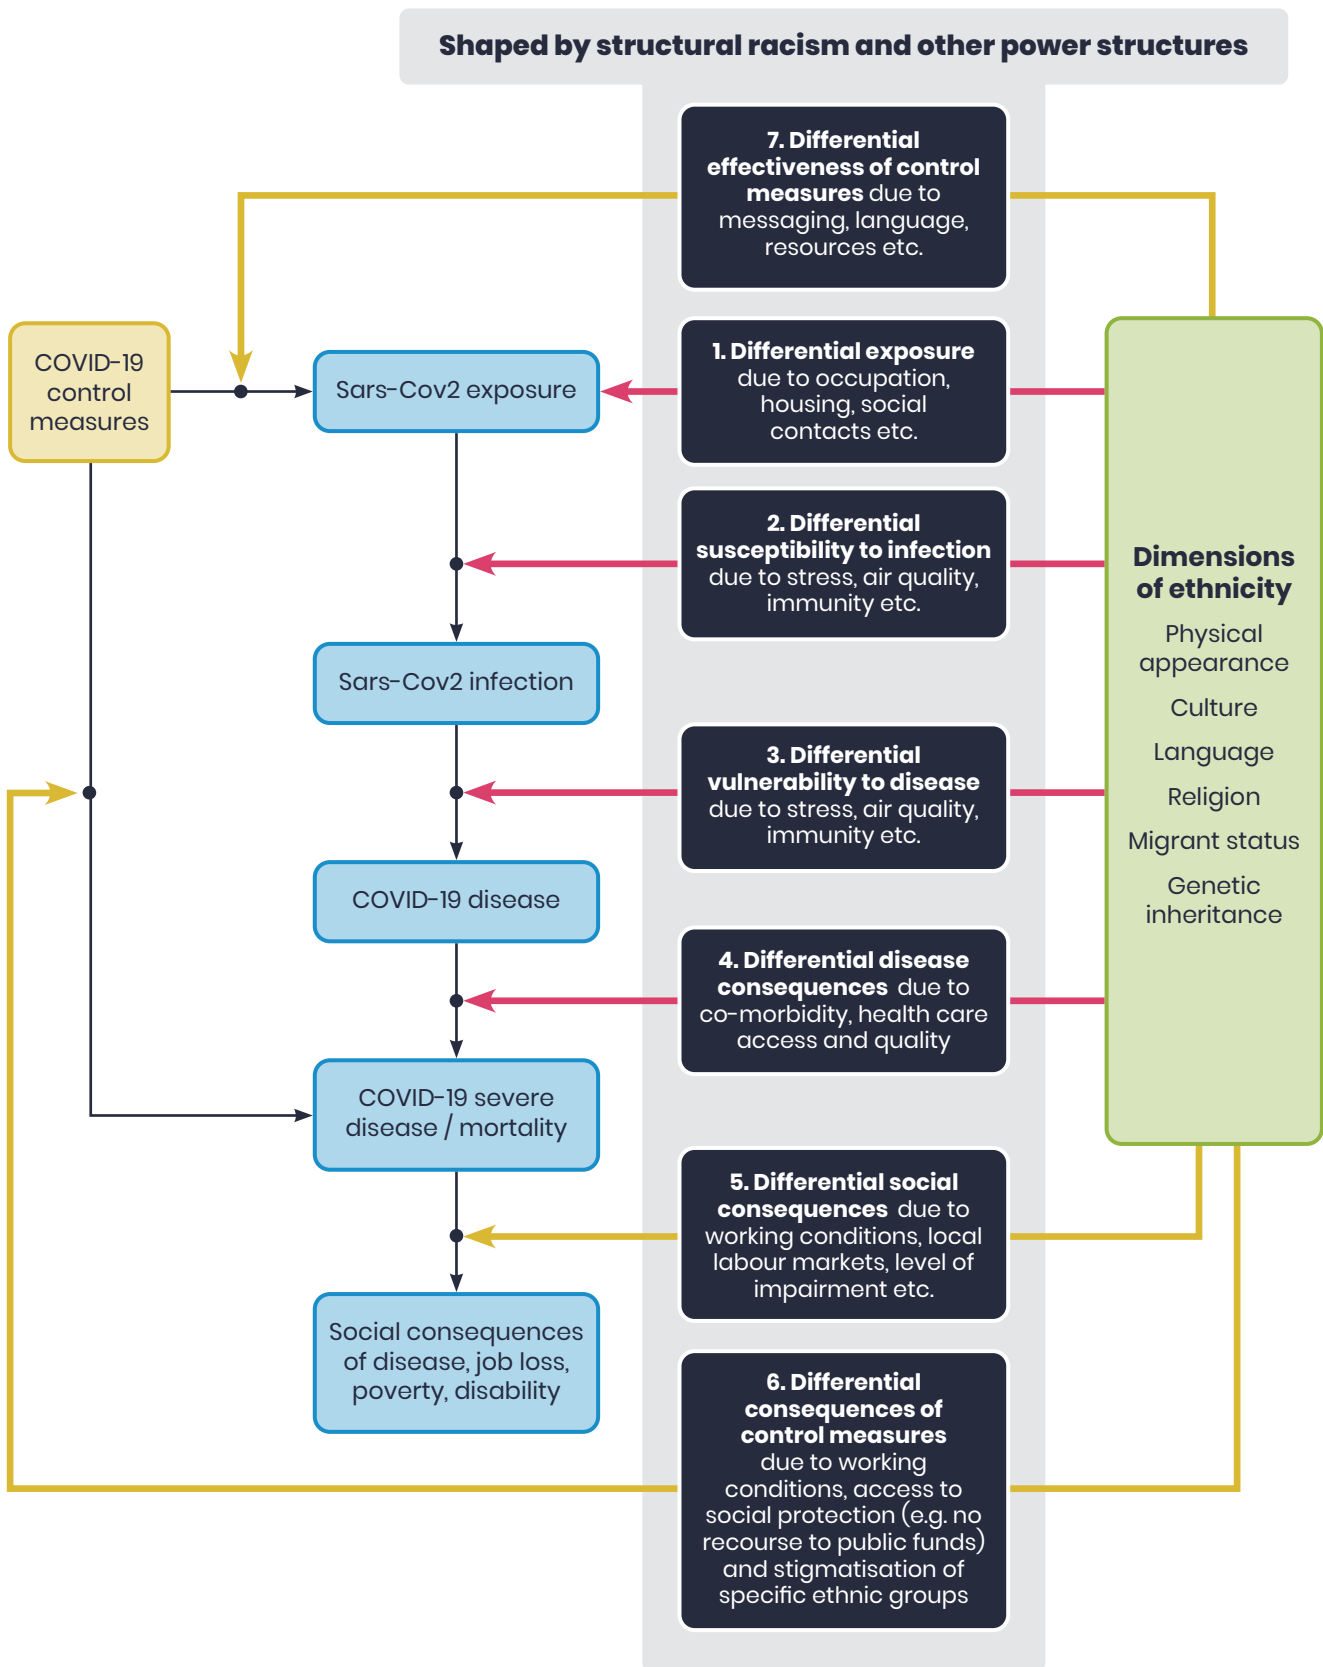 Shaped by structural racism and other power structures
7. Differential
effectiveness of control
measures due to
messaging, language,
resources etc.
COVID-19
control
measures
Sars-Cov2 exposure
1. Differential exposure
due to occupation,
housing, social
contacts etc.
2. Differential
susceptibility to infection
due to stress, air quality,
immunity etc.
Sars-Cov2 infection
3. Differential
vulnerability to disease
due to stress, air quality,
immunity etc.
COVID-19 disease
4. Differential disease
consequences due to
co-morbidity, health care
access and quality
COVID-19 severe
disease / mortality
5. Differential social
consequences due to
working conditions, local
labour markets, level of
impairment etc.
Social consequences
of disease, job loss,
poverty, disability
6. Differential
consequences of
control measures
due to working
conditions, access to
social protection (e.g. no
recourse to public funds)
and stigmatisation of
specific ethnic groups
Dimensions
of ethnicity
Physical
appearance
Culture
Language
Religion
Migrant status
Genetic
inheritance